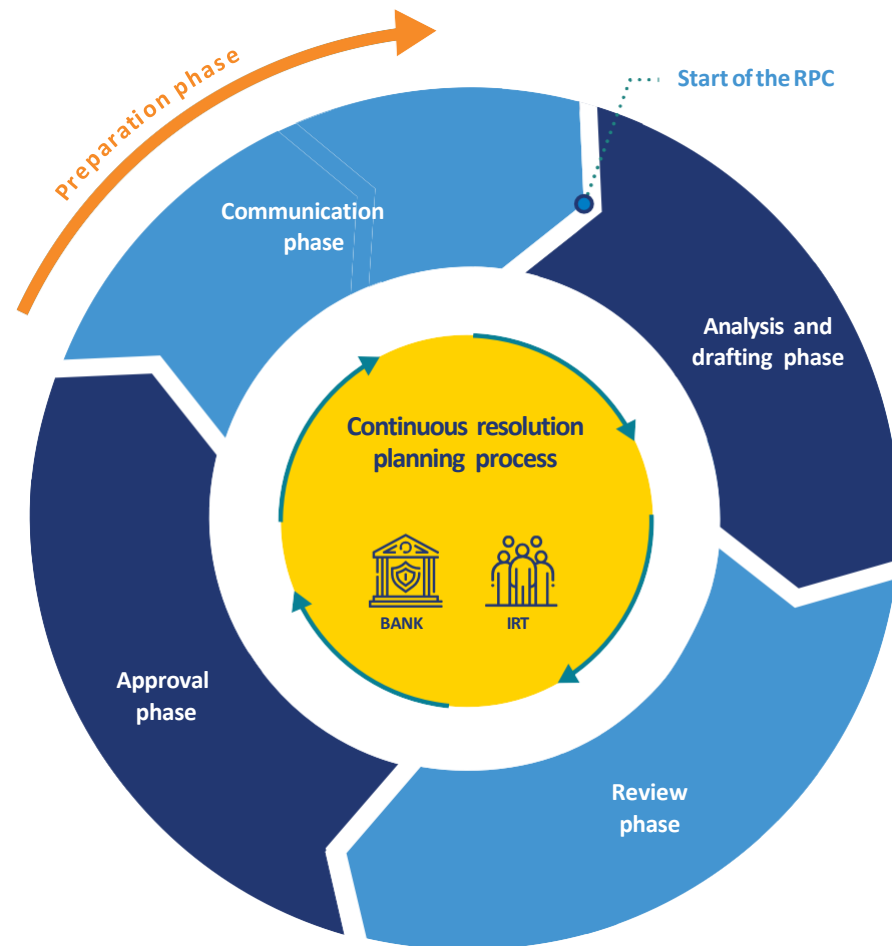 Preparation phase
Start of the RPC
Communication
phase
Analysis and
drafting phase
Continuous resolution
planning process
BANK
IRT
Approval
phase
Review
phase